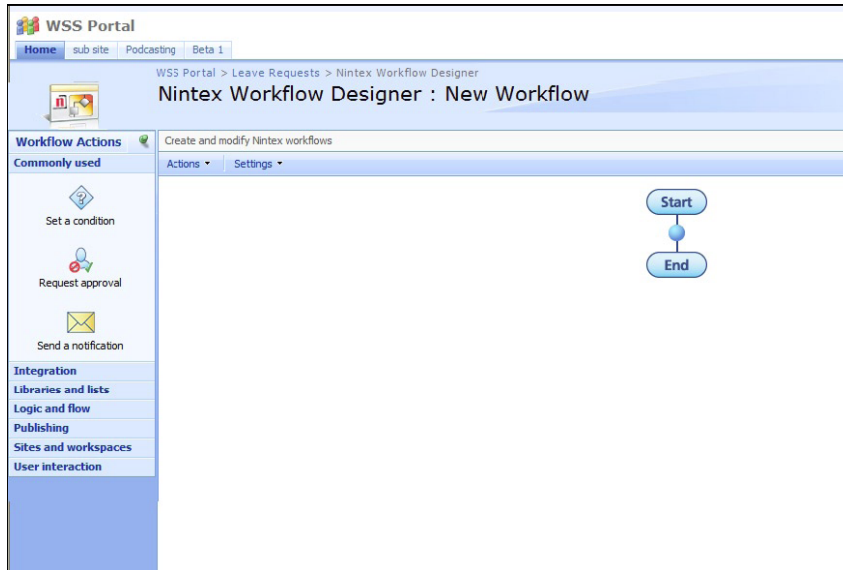 WSS Portal
Home sub site Podcasting Beta 1
WSS Portal > Leave Requests > Nintex Workflow Designer
Nintex Workflow Designer : New Workflow
Workflow Actions
Create and modify Nintex workflows
Commonly used
Actions Settings
Set a condition
Request approval
Send a notification
Integration
Libraries and lists
Logic and flow
Publishing
Sites and workspaces
User interaction
Start
End
n